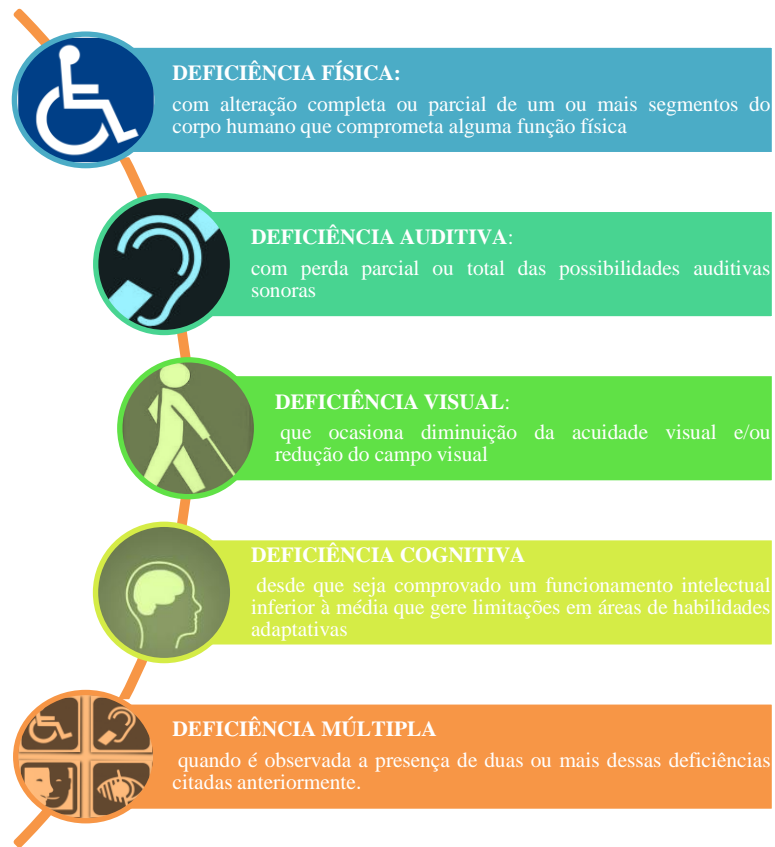 DEFICIÊNCIA FÍSICA:
com alteração completa ou parcial de um ou mais segmentos do
corpo humano que comprometa alguma função física
DEFICIÊNCIA AUDITIVA:
com perda parcial ou total das possibilidades auditivas
sonoras
DEFICIÊNCIA VISUAL:
que ocasiona diminuição da acuidade visual e/ou
redução do campo visual
DEFICIÊNCIA COGNITIVA
desde que seja comprovado um funcionamento intelectual
inferior à média que gere limitações em áreas de habilidades
adaptativas
DEFICIÊNCIA MÚLTIPLA
quando é observada a presença de duas ou mais dessas deficiências
citadas anteriormente.